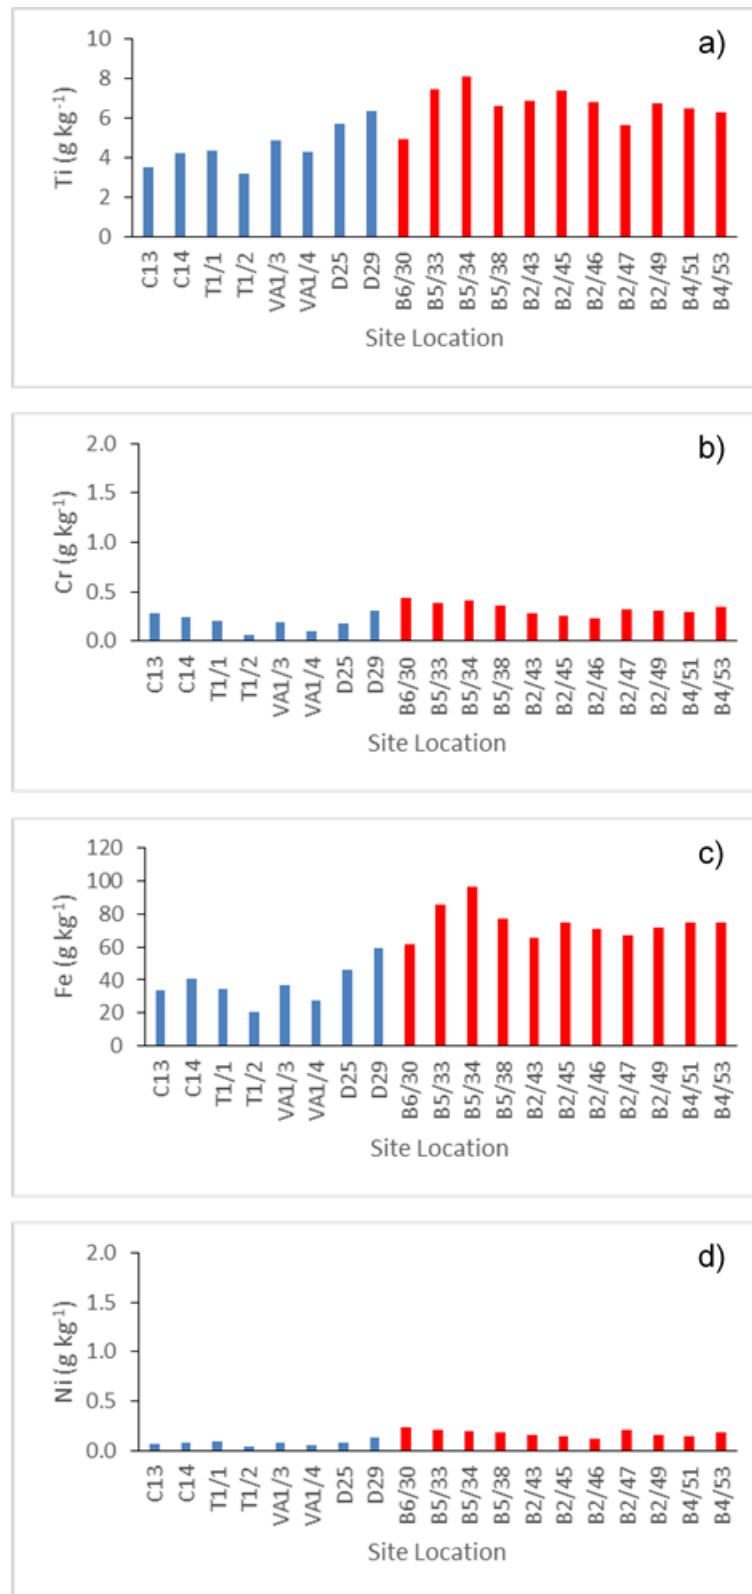 a)
Ti (g kg-1)
10
8
6
4
2
0
C13 C14 T1/1 T1/2 VA1/3 VA1/4 D25 D29 B6/30 B5/33 B5/34 B5/38 B2/43 B2/45 B2/46 B2/47 B2/49 B4/51 B4/53
Site Location
b)
Cr (g kg-1)
2.0
1.5
1.0
0.5
0.0
C13 C14 T1/1 T1/2 VA1/3 VA1/4 D25 D29 B6/30 B5/33 B5/34 B5/38 B2/43 B2/45 B2/46 B2/47 B2/49 B4/51 B4/53
Site Location
c)
Fe (g kg-1)
120
100
80
60
40
20
0
C13 C14 T1/1 T1/2 VA1/3 VA1/4 D25 D29 B6/30 B5/33 B5/34 B5/38 B2/43 B2/45 B2/46 B2/47 B2/49 B4/51 B4/53
Site Location
d)
Ni (g kg-1)
2.0
1.5
1.0
0.5
0.0
C13 C14 T1/1 T1/2 VA1/3 VA1/4 D25 D29 B6/30 B5/33 B5/34 B5/38 B2/43 B2/45 B2/46 B2/47 B2/49 B4/51 B4/53
Site Location